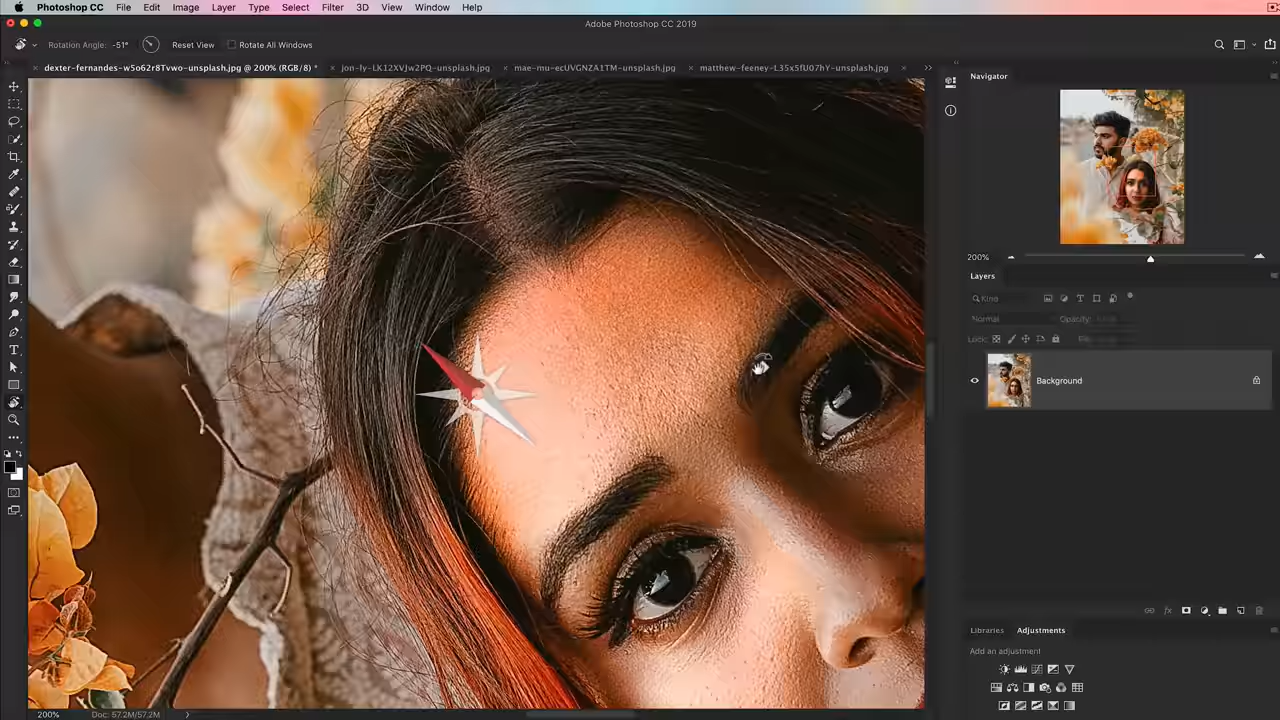 Photoshop CC File Edit Image Layer Type Select Filter 3D View Window Help
Adobe Photoshop CC 2019
Rotation Angle: -51° Reset View Rotate All Windows
dexter-fernandes-w5o62r8Tvwo-unsplash.jpg @ 200% (RGB/8) * jon-ly-LK12XVJw2PQ-unsplash.jpg mae-mu-ecUVGNZA1TM-unsplash.jpg matthew-feeney-L35x5fU07hY-unsplash.jpg
Navigator
200%
Layers
Kind
Normal Opacity:
Lock: Fill:
Background
Libraries Adjustments
Add an adjustment
200% Doc: 57.2M/57.2M